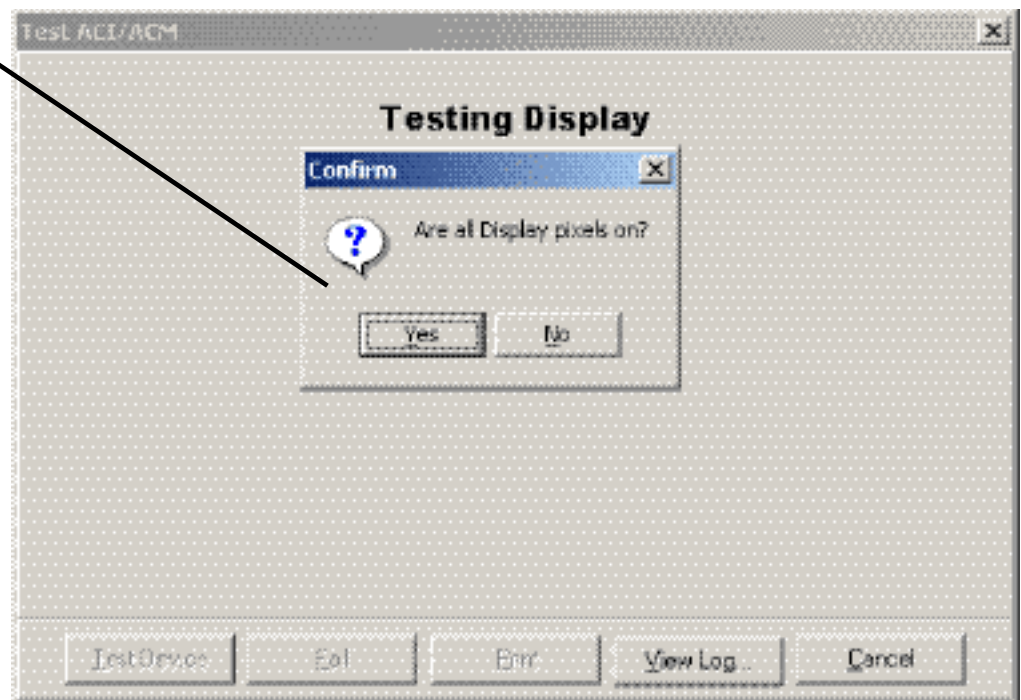 Test ACI/ACM
Testing Display
Confirm
Are all Display pixels on?
Yes
No
Test Device
View Log...
Cancel